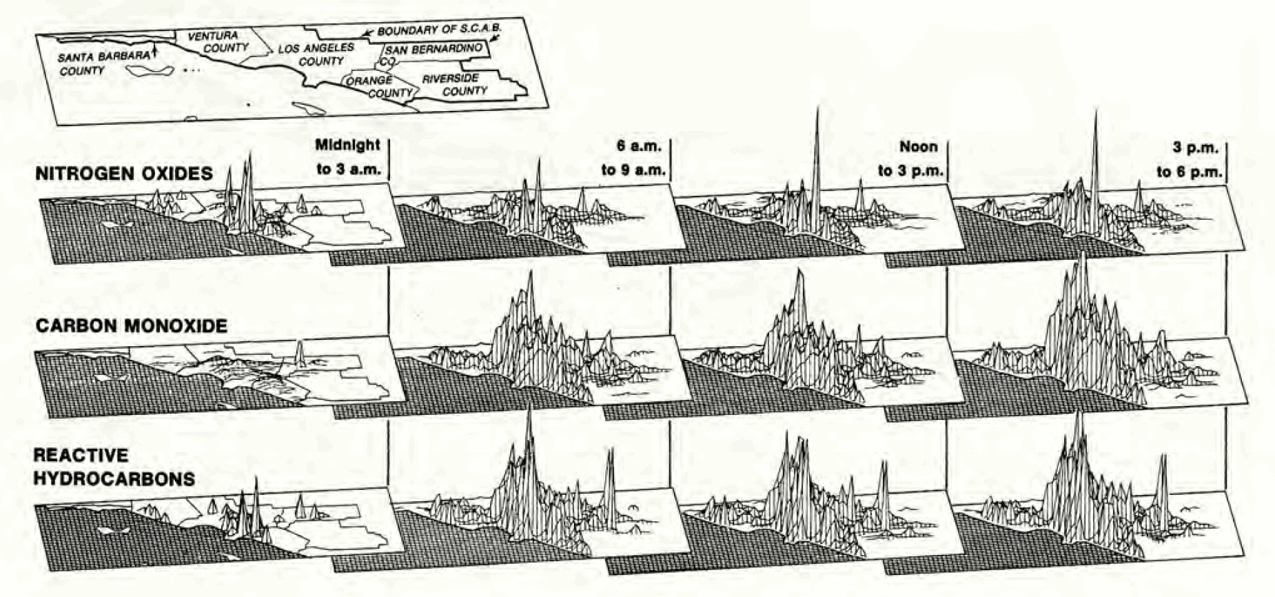 BOUNDARY OF S.C.A.B.
VENTURA
COUNTY
LOS ANGELES
COUNTY
SAN BERNARDINO
CO.
SANTA BARBARA
COUNTY
ORANGE
COUNTY
RIVERSIDE
COUNTY
Midnight
to 3 a.m.
6 a.m.
to 9 a.m.
Noon
to 3 p.m.
3 p.m.
to 6 p.m.
NITROGEN OXIDES
CARBON MONOXIDE
REACTIVE
HYDROCARBONS